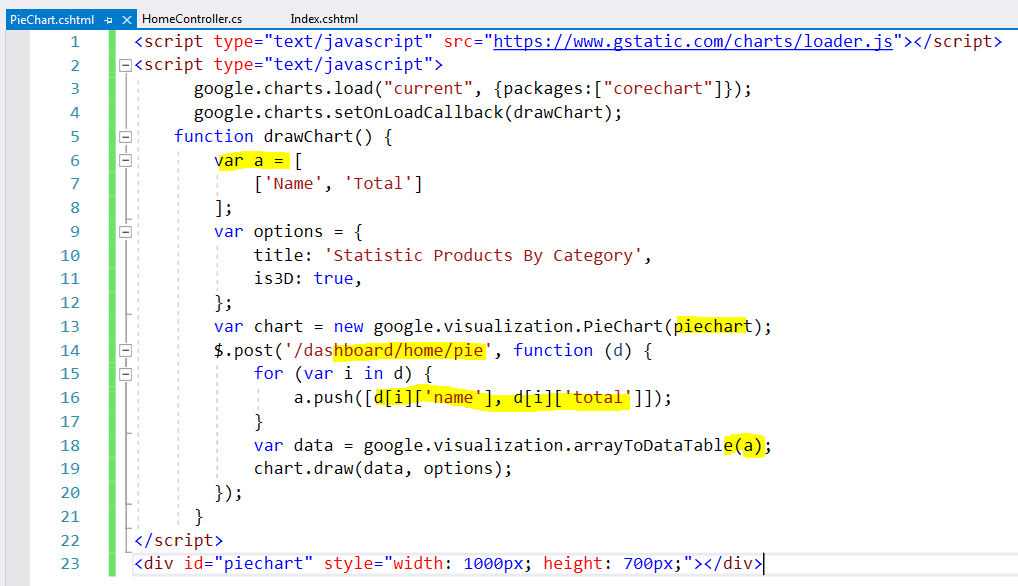 PieChart.cshtml HomeController.cs Index.cshtml
1 <script type="text/javascript" src="https://www.gstatic.com/charts/loader.js"></script>
2 <script type="text/javascript">
3 google.charts.load("current", {packages:["corechart"]});
4 google.charts.setOnLoadCallback(drawChart);
5 function drawChart() {
6 var a = [
7 ['Name', 'Total']
8 ];
9 var options = {
10 title: 'Statistic Products By Category',
11 is3D: true,
12 };
13 var chart = new google.visualization.PieChart(piechart);
14 $.post('/dashboard/home/pie', function (d) {
15 for (var i in d) {
16 a.push([d[i]['name'], d[i]['total']]);
17 }
18 var data = google.visualization.arrayToDataTable(a);
19 chart.draw(data, options);
20 });
21 }
22 </script>
23 <div id="piechart" style="width: 1000px; height: 700px;"></div>